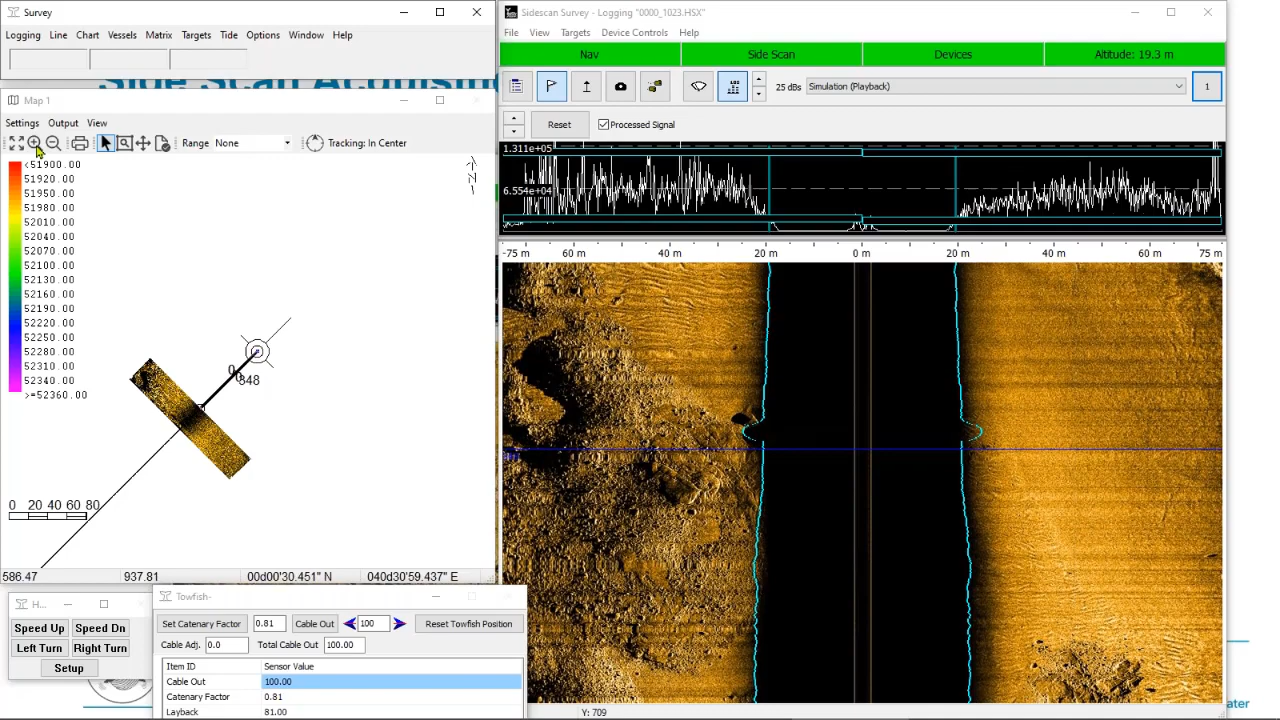 Survey
Logging Line Chart Vessels Matrix Targets Tide Options Window Help
Side Scan Acquisi
Map 1
Settings Output View
Range None Tracking: In Center
<51900.00
51920.00
51950.00
51980.00
52010.00
52040.00
52070.00
52100.00
52130.00
52160.00
52190.00
52220.00
52250.00
52280.00
52310.00
52340.00
>=52360.00
N
348
0 20 40 60 80
586.47 937.81 00d00'30.451" N 040d30'59.437" E
H...
Speed Up Speed Dn
Left Turn Right Turn
Setup
Towfish-
Set Catenary Factor 0.81 Cable Out 100 Reset Towfish Position
Cable Adj. 0.0 Total Cable Out 100.00
Item ID Sensor Value
Cable Out 100.00
Catenary Factor 0.81
Layback 81.00
Sidescan Survey - Logging "0000_1023.HSX"
File View Targets Device Controls Help
Nav Side Scan Devices Altitude: 19.3 m
25 dBs Simulation (Playback) 1
Reset Processed Signal
1.311e+05
6.554e+04
-75 m 60 m 40 m 20 m 0 m 20 m 40 m 60 m 75 m
Y: 709
ater